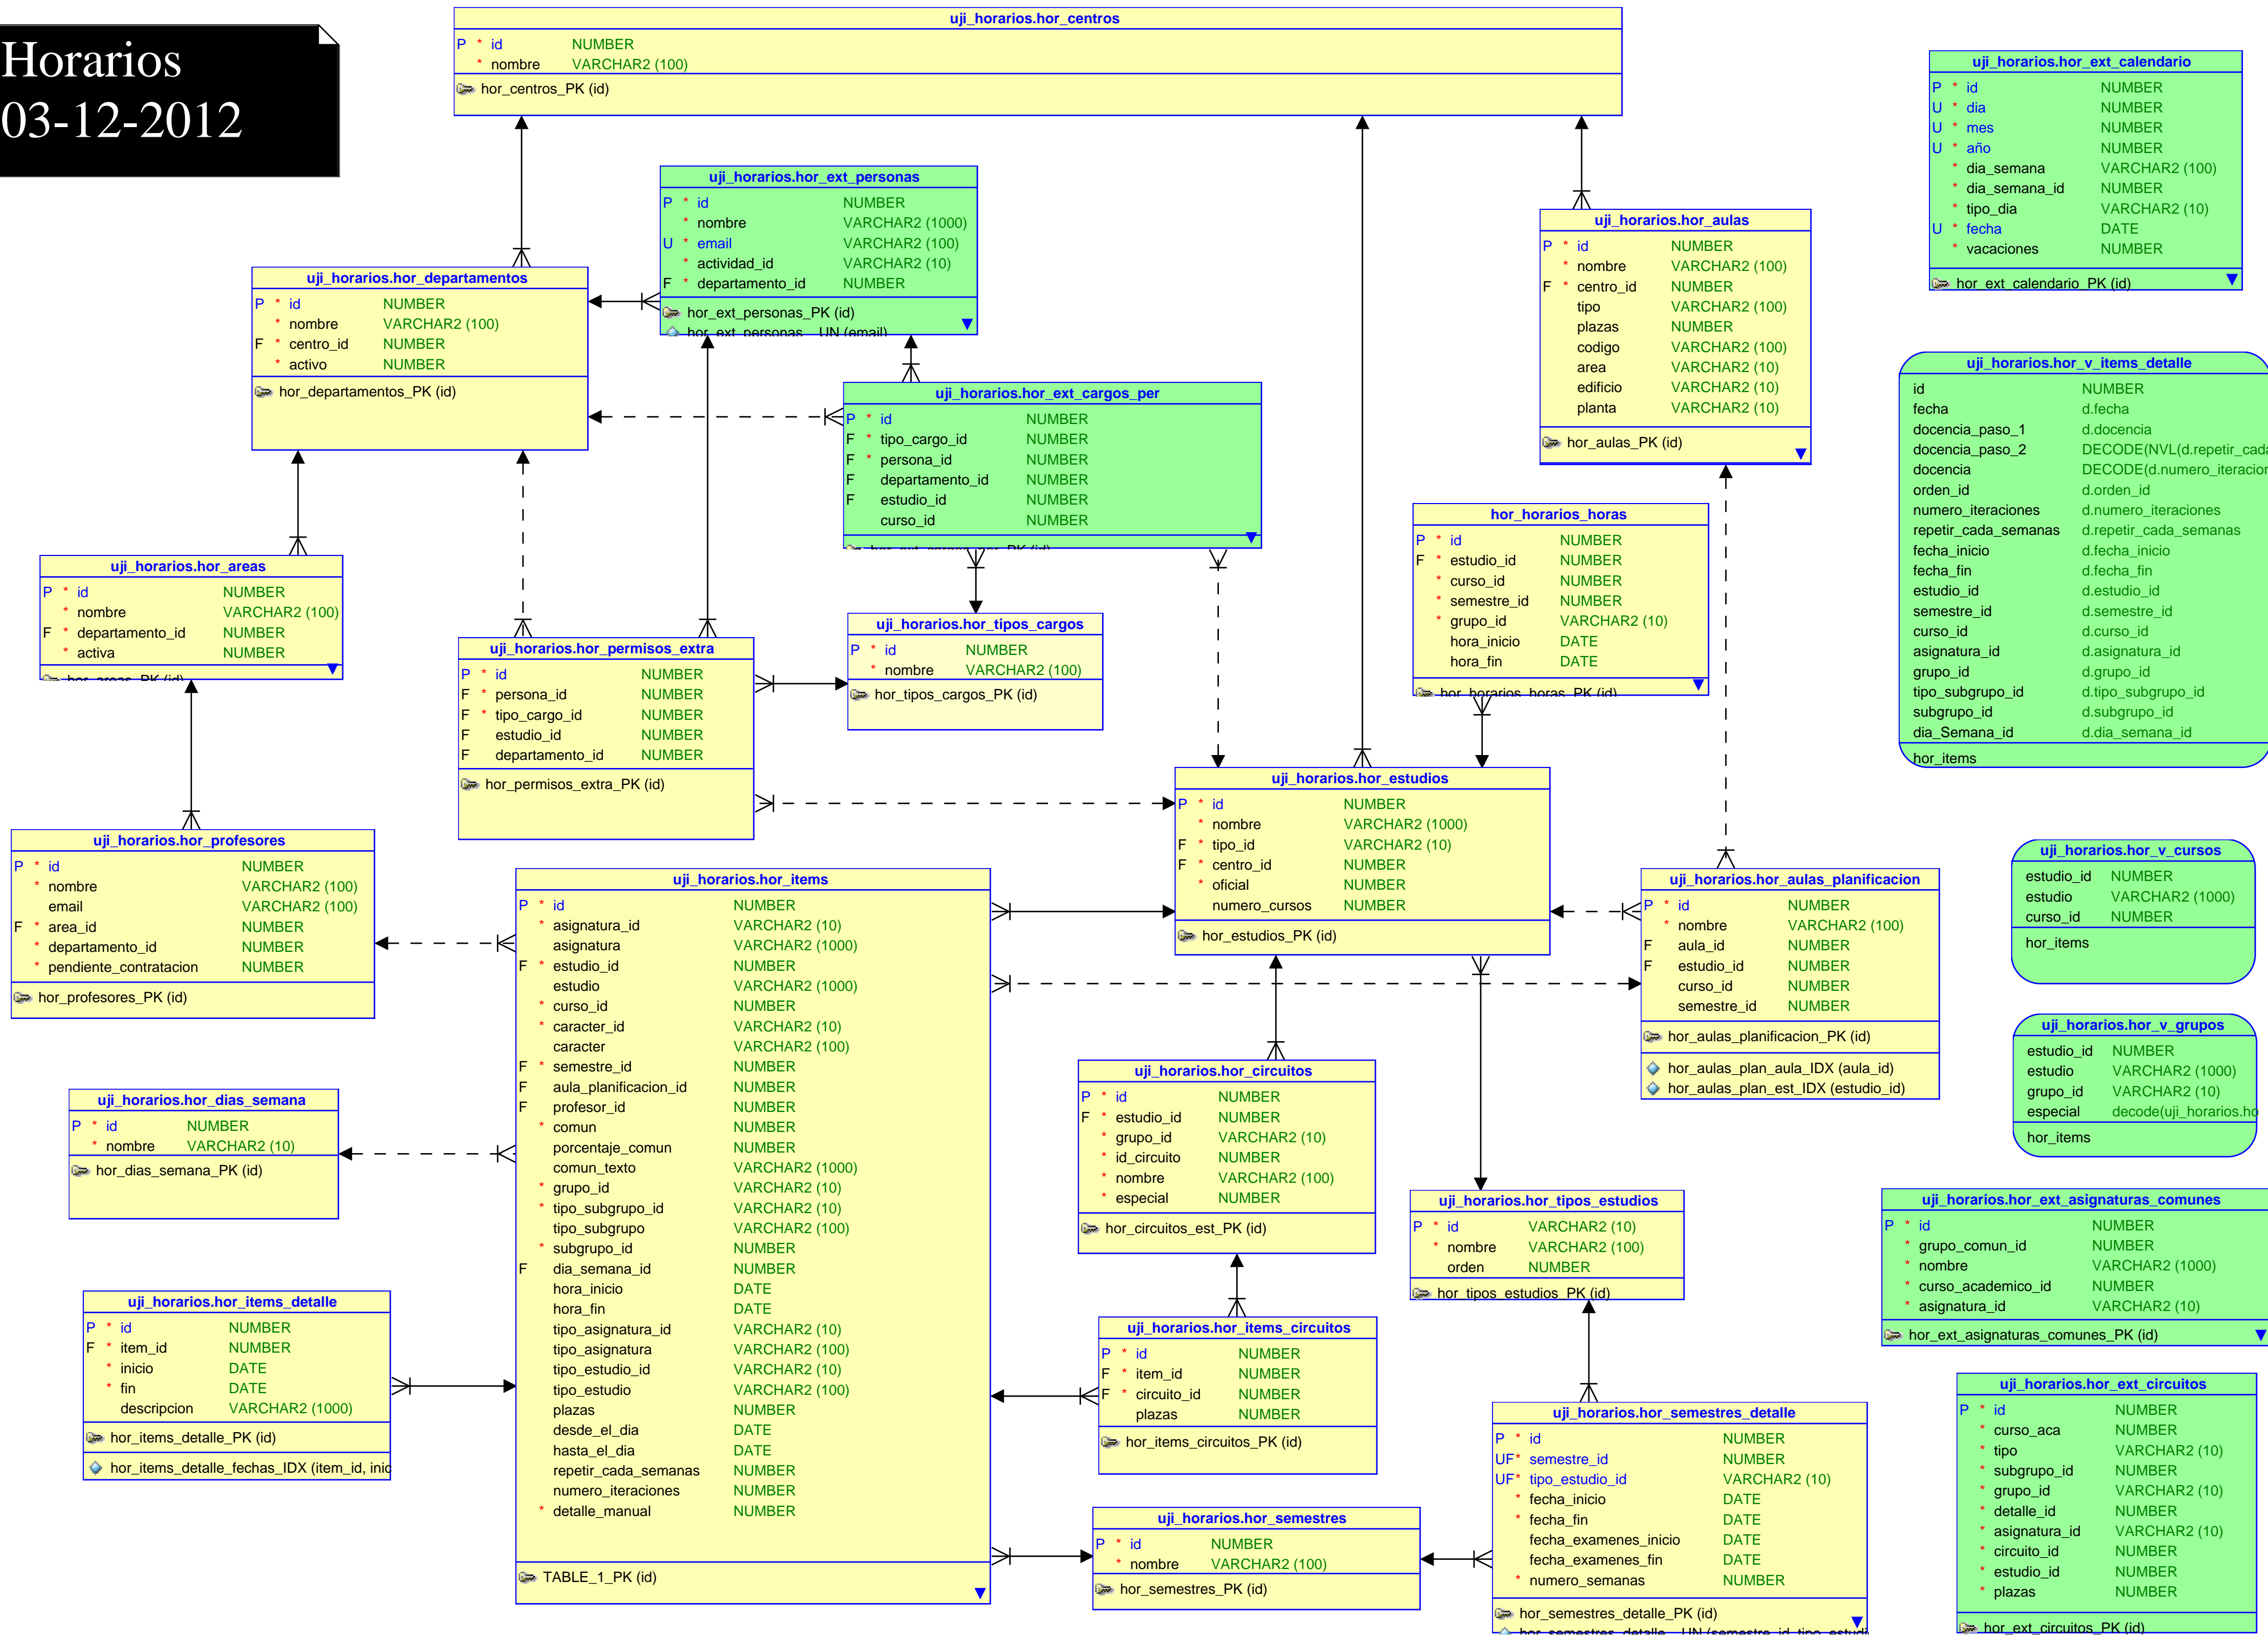 Horarios
03-12-2012
uji_horarios.hor_centros
P * id NUMBER
* nombre VARCHAR2 (100)
hor_centros_PK (id)
uji_horarios.hor_ext_personas
P * id NUMBER
* nombre VARCHAR2 (1000)
U * email VARCHAR2 (100)
* actividad_id VARCHAR2 (10)
F * departamento_id NUMBER
hor_ext_personas_PK (id)
hor_ext_personas__UN (email)
uji_horarios.hor_departamentos
P * id NUMBER
* nombre VARCHAR2 (100)
F * centro_id NUMBER
* activo NUMBER
hor_departamentos_PK (id)
uji_horarios.hor_aulas
P * id NUMBER
* nombre VARCHAR2 (100)
F * centro_id NUMBER
tipo VARCHAR2 (100)
plazas NUMBER
codigo VARCHAR2 (100)
area VARCHAR2 (10)
edificio VARCHAR2 (10)
planta VARCHAR2 (10)
hor_aulas_PK (id)
uji_horarios.hor_ext_calendario
P * id NUMBER
U * dia NUMBER
U * mes NUMBER
U * año NUMBER
* dia_semana VARCHAR2 (100)
* dia_semana_id NUMBER
* tipo_dia VARCHAR2 (10)
U * fecha DATE
* vacaciones NUMBER
hor_ext_calendario_PK (id)
uji_horarios.hor_ext_cargos_per
P * id NUMBER
F * tipo_cargo_id NUMBER
F * persona_id NUMBER
F departamento_id NUMBER
F estudio_id NUMBER
curso_id NUMBER
uji_horarios.hor_v_items_detalle
id NUMBER
fecha d.fecha
docencia_paso_1 d.docencia
docencia_paso_2 DECODE(NVL(d.repetir_cada
docencia DECODE(d.numero_iteracion
orden_id d.orden_id
numero_iteraciones d.numero_iteraciones
repetir_cada_semanas d.repetir_cada_semanas
fecha_inicio d.fecha_inicio
fecha_fin d.fecha_fin
estudio_id d.estudio_id
semestre_id d.semestre_id
curso_id d.curso_id
asignatura_id d.asignatura_id
grupo_id d.grupo_id
tipo_subgrupo_id d.tipo_subgrupo_id
subgrupo_id d.subgrupo_id
dia_Semana_id d.dia_semana_id
hor_items
hor_horarios_horas
P * id NUMBER
F * estudio_id NUMBER
* curso_id NUMBER
* semestre_id NUMBER
* grupo_id VARCHAR2 (10)
hora_inicio DATE
hora_fin DATE
hor_horarios_horas_PK (id)
uji_horarios.hor_areas
P * id NUMBER
* nombre VARCHAR2 (100)
F * departamento_id NUMBER
* activa NUMBER
hor_areas_PK (id)
uji_horarios.hor_permisos_extra
P * id NUMBER
F * persona_id NUMBER
F * tipo_cargo_id NUMBER
F estudio_id NUMBER
F departamento_id NUMBER
hor_permisos_extra_PK (id)
uji_horarios.hor_tipos_cargos
P * id NUMBER
* nombre VARCHAR2 (100)
hor_tipos_cargos_PK (id)
uji_horarios.hor_estudios
P * id NUMBER
* nombre VARCHAR2 (1000)
F * tipo_id VARCHAR2 (10)
F * centro_id NUMBER
* oficial NUMBER
numero_cursos NUMBER
hor_estudios_PK (id)
uji_horarios.hor_profesores
P * id NUMBER
* nombre VARCHAR2 (100)
email VARCHAR2 (100)
F * area_id NUMBER
* departamento_id NUMBER
* pendiente_contratacion NUMBER
hor_profesores_PK (id)
uji_horarios.hor_items
P * id NUMBER
* asignatura_id VARCHAR2 (10)
asignatura VARCHAR2 (1000)
F * estudio_id NUMBER
estudio VARCHAR2 (1000)
* curso_id NUMBER
* caracter_id VARCHAR2 (10)
caracter VARCHAR2 (100)
F * semestre_id NUMBER
F aula_planificacion_id NUMBER
F profesor_id NUMBER
* comun NUMBER
porcentaje_comun NUMBER
comun_texto VARCHAR2 (1000)
* grupo_id VARCHAR2 (10)
* tipo_subgrupo_id VARCHAR2 (10)
tipo_subgrupo VARCHAR2 (100)
* subgrupo_id NUMBER
F dia_semana_id NUMBER
hora_inicio DATE
hora_fin DATE
tipo_asignatura_id VARCHAR2 (10)
tipo_asignatura VARCHAR2 (100)
tipo_estudio_id VARCHAR2 (10)
tipo_estudio VARCHAR2 (100)
plazas NUMBER
desde_el_dia DATE
hasta_el_dia DATE
repetir_cada_semanas NUMBER
numero_iteraciones NUMBER
* detalle_manual NUMBER
TABLE_1_PK (id)
uji_horarios.hor_aulas_planificacion
P * id NUMBER
* nombre VARCHAR2 (100)
F aula_id NUMBER
F estudio_id NUMBER
curso_id NUMBER
semestre_id NUMBER
hor_aulas_planificacion_PK (id)
hor_aulas_plan_aula_IDX (aula_id)
hor_aulas_plan_est_IDX (estudio_id)
uji_horarios.hor_v_cursos
estudio_id NUMBER
estudio VARCHAR2 (1000)
curso_id NUMBER
hor_items
uji_horarios.hor_v_grupos
estudio_id NUMBER
estudio VARCHAR2 (1000)
grupo_id VARCHAR2 (10)
especial decode(uji_horarios.ho
hor_items
uji_horarios.hor_circuitos
P * id NUMBER
F * estudio_id NUMBER
* grupo_id VARCHAR2 (10)
* id_circuito NUMBER
* nombre VARCHAR2 (100)
* especial NUMBER
hor_circuitos_est_PK (id)
uji_horarios.hor_dias_semana
P * id NUMBER
* nombre VARCHAR2 (10)
hor_dias_semana_PK (id)
uji_horarios.hor_tipos_estudios
P * id VARCHAR2 (10)
* nombre VARCHAR2 (100)
orden NUMBER
hor_tipos_estudios_PK (id)
uji_horarios.hor_ext_asignaturas_comunes
P * id NUMBER
* grupo_comun_id NUMBER
* nombre VARCHAR2 (1000)
* curso_academico_id NUMBER
* asignatura_id VARCHAR2 (10)
hor_ext_asignaturas_comunes_PK (id)
uji_horarios.hor_items_detalle
P * id NUMBER
F * item_id NUMBER
* inicio DATE
* fin DATE
descripcion VARCHAR2 (1000)
hor_items_detalle_PK (id)
hor_items_detalle_fechas_IDX (item_id, inic
uji_horarios.hor_items_circuitos
P * id NUMBER
F * item_id NUMBER
F * circuito_id NUMBER
plazas NUMBER
hor_items_circuitos_PK (id)
uji_horarios.hor_semestres
P * id NUMBER
* nombre VARCHAR2 (100)
hor_semestres_PK (id)
uji_horarios.hor_semestres_detalle
P * id NUMBER
UF* semestre_id NUMBER
UF* tipo_estudio_id VARCHAR2 (10)
* fecha_inicio DATE
* fecha_fin DATE
fecha_examenes_inicio DATE
fecha_examenes_fin DATE
* numero_semanas NUMBER
hor_semestres_detalle_PK (id)
hor_semestres_detalle__UN (semestre_id, tipo_estudi
uji_horarios.hor_ext_circuitos
P * id NUMBER
* curso_aca NUMBER
* tipo VARCHAR2 (10)
* subgrupo_id NUMBER
* grupo_id VARCHAR2 (10)
* detalle_id NUMBER
* asignatura_id VARCHAR2 (10)
* circuito_id NUMBER
* estudio_id NUMBER
* plazas NUMBER
hor_ext_circuitos_PK (id)